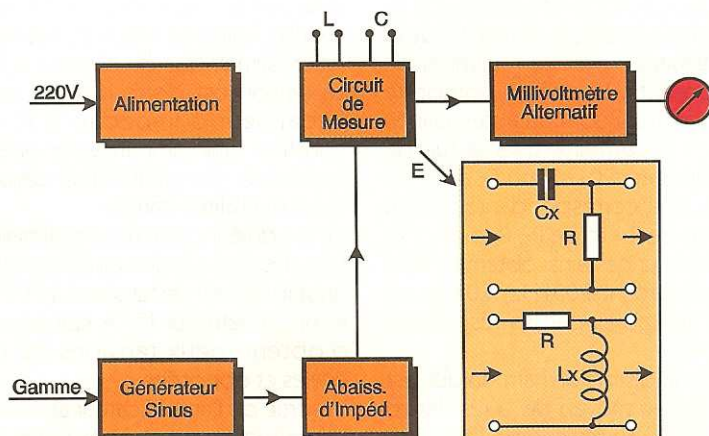 L C
220V
Alimentation
Circuit
de
Mesure
Millivoltmètre
Alternatif
E
Cx
R
R
Lx
Gamme
Générateur
Sinus
Abaiss.
d'Impéd.